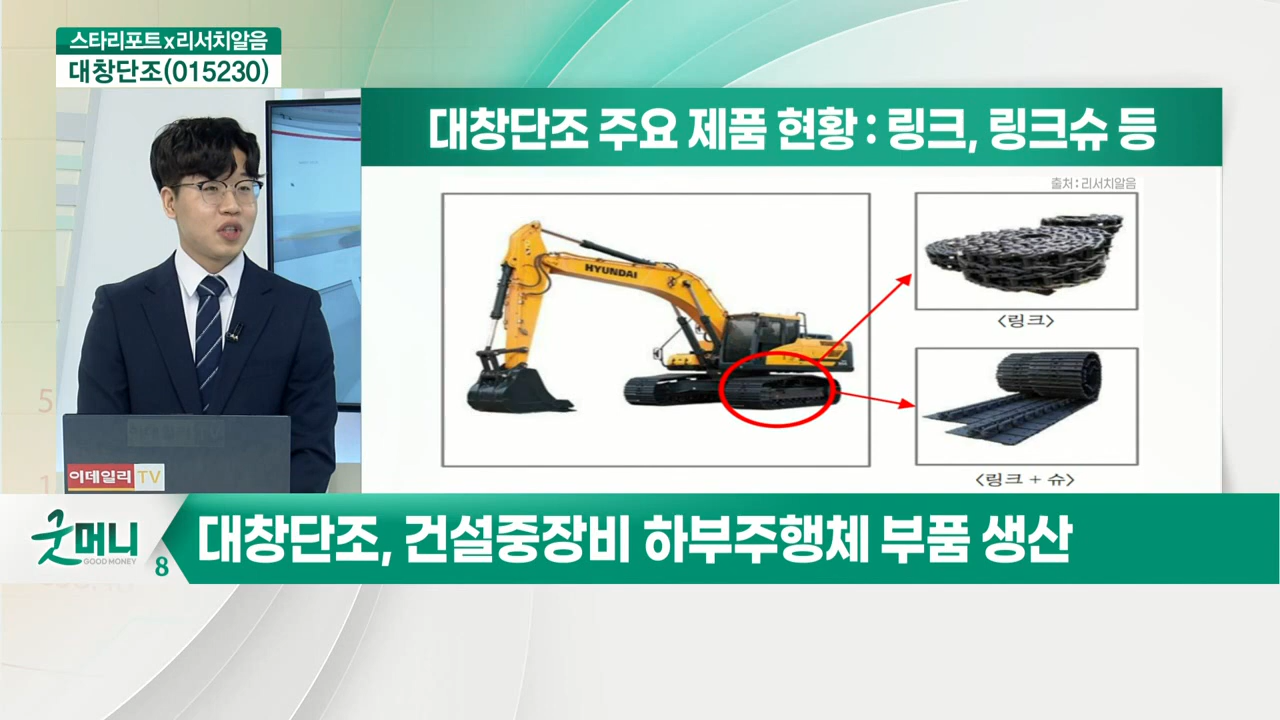 스타리포트x리서치알음
대창단조(015230)
대창단조 주요 제품 현황 : 링크, 링크슈 등
출처 : 리서치알음
HYUNDAI
<링크>
<링크 + 슈>
5
1
이데일리 TV
굿머니
GOOD MONEY
8
대창단조, 건설중장비 하부주행체 부품 생산